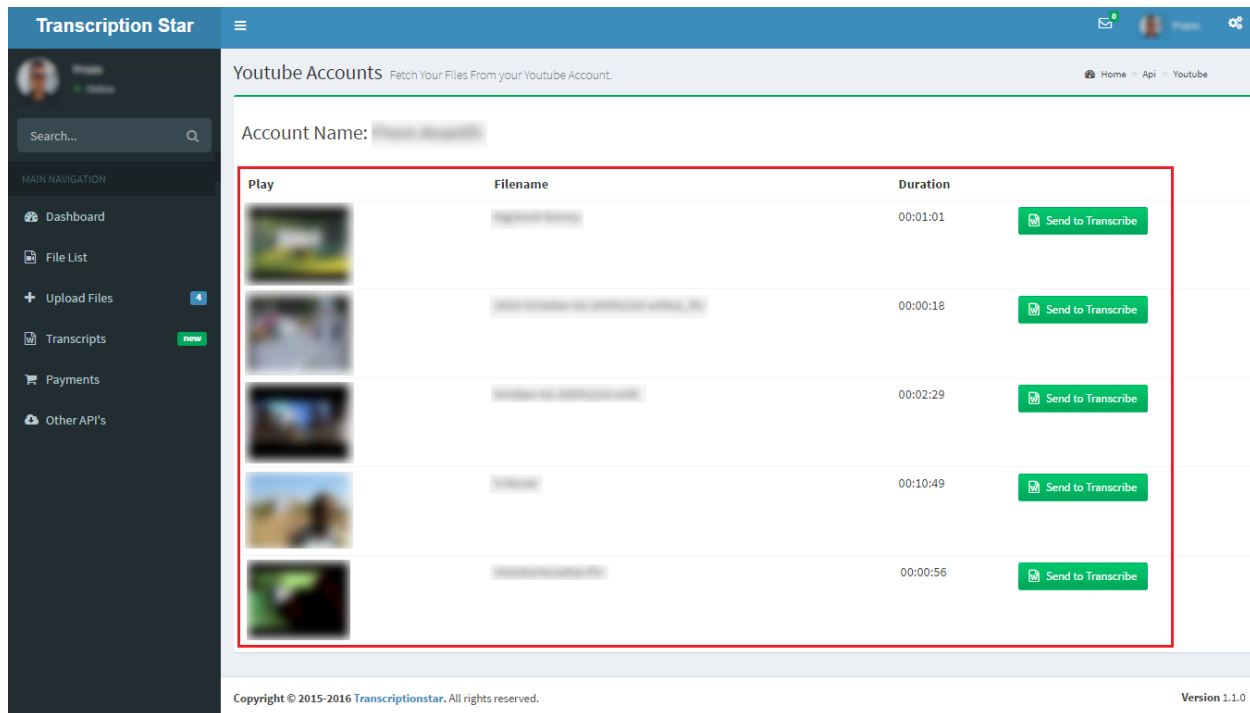 Transcription Star
0
Search...
MAIN NAVIGATION
Dashboard
File List
Upload Files 4
Transcripts new
Payments
Other API's
Youtube Accounts Fetch Your Files From your Youtube Account.
Home > Api > Youtube
Account Name:
Play Filename Duration
00:01:01 Send to Transcribe
00:00:18 Send to Transcribe
00:02:29 Send to Transcribe
00:10:49 Send to Transcribe
00:00:56 Send to Transcribe
Copyright © 2015-2016 Transcriptionstar. All rights reserved.
Version 1.1.0